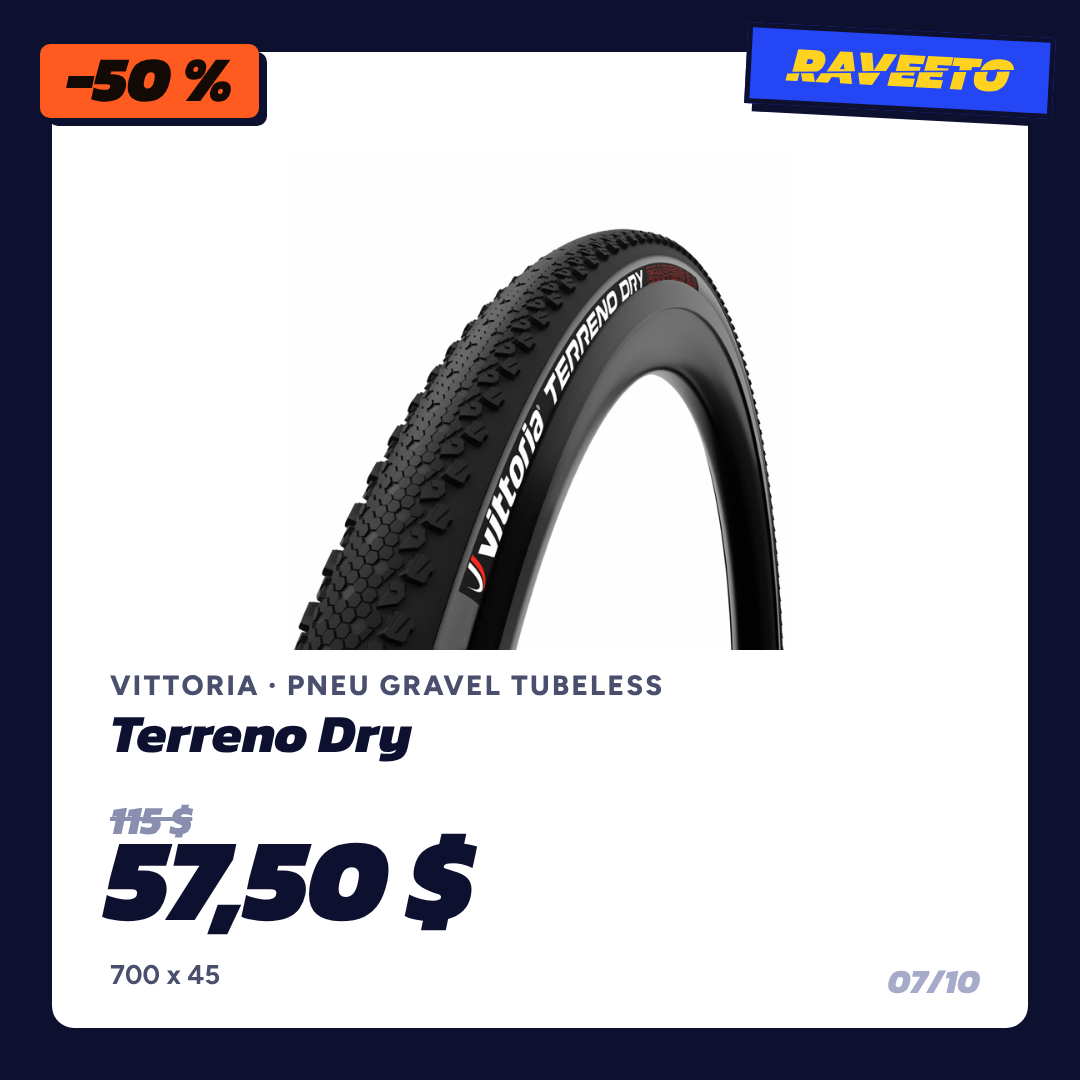 -50 %
RAVEETO
vittoria TERRENO DRY
VITTORIA · PNEU GRAVEL TUBELESS
Terreno Dry
115 $
57,50 $
700 x 45
07/10